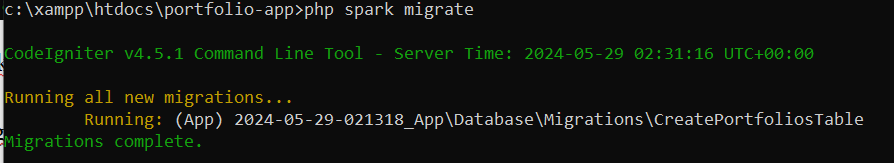 c:\xampp\htdocs\portfolio-app>php spark migrate
CodeIgniter v4.5.1 Command Line Tool - Server Time: 2024-05-29 02:31:16 UTC+00:00
Running all new migrations...
Running: (App) 2024-05-29-021318_App\Database\Migrations\CreatePortfoliosTable
Migrations complete.